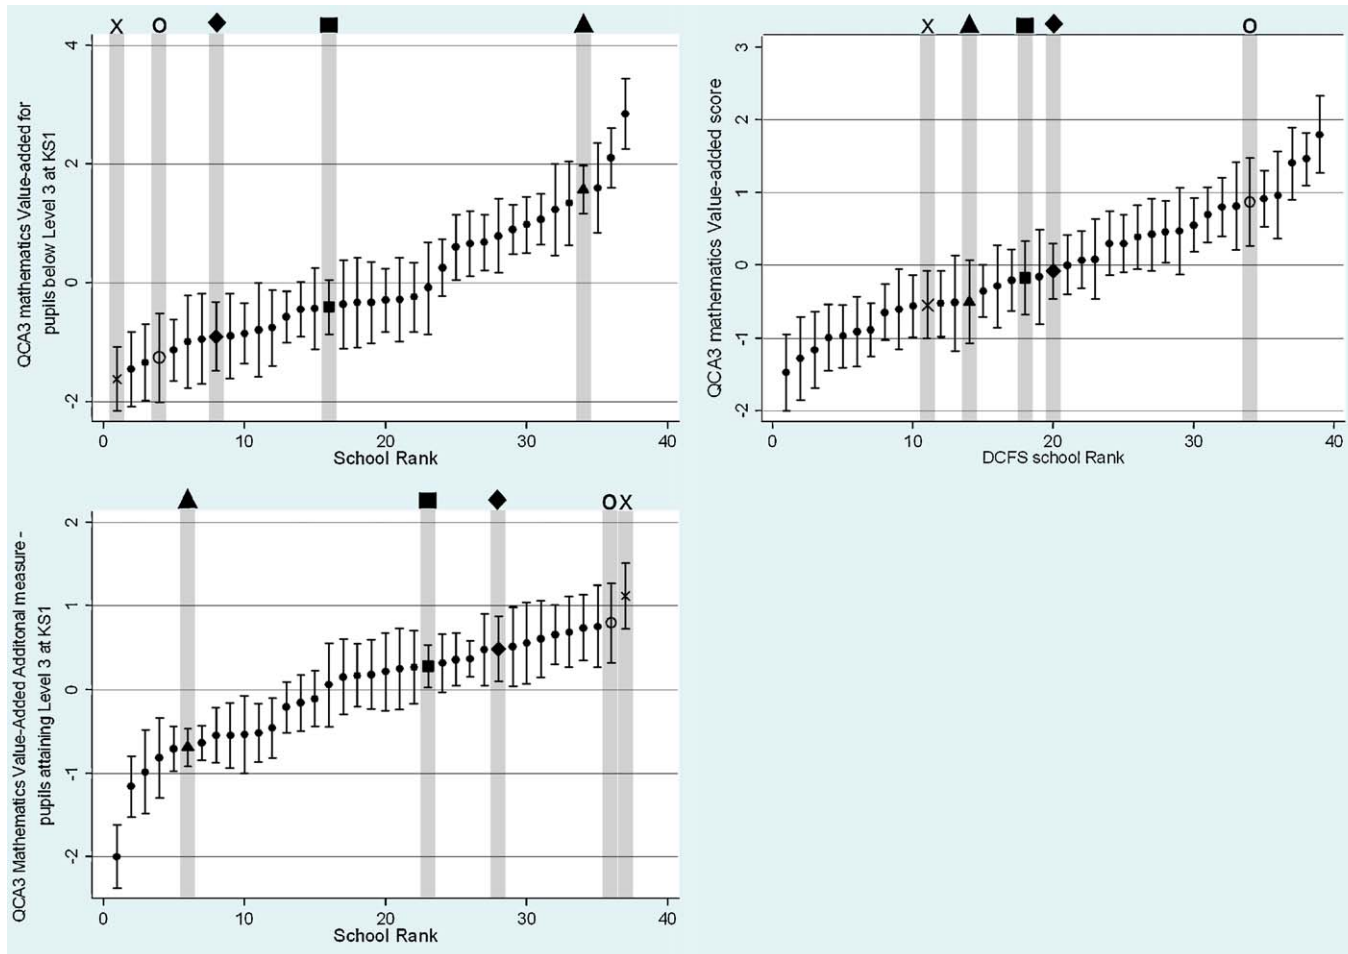 X O
4
2
0
-2
QCA3 mathematics Value-added for
pupils below Level 3 at KS1
0 10 20 30 40
School Rank
X O
3
2
1
0
-1
-2
QCA3 mathematics Value-added score
0 10 20 30 40
DCFS school Rank
O X
2
1
0
-1
-2
QCA3 Mathematics Value-Added Additonal measure -
pupils attaining Level 3 at KS1
0 10 20 30 40
School Rank